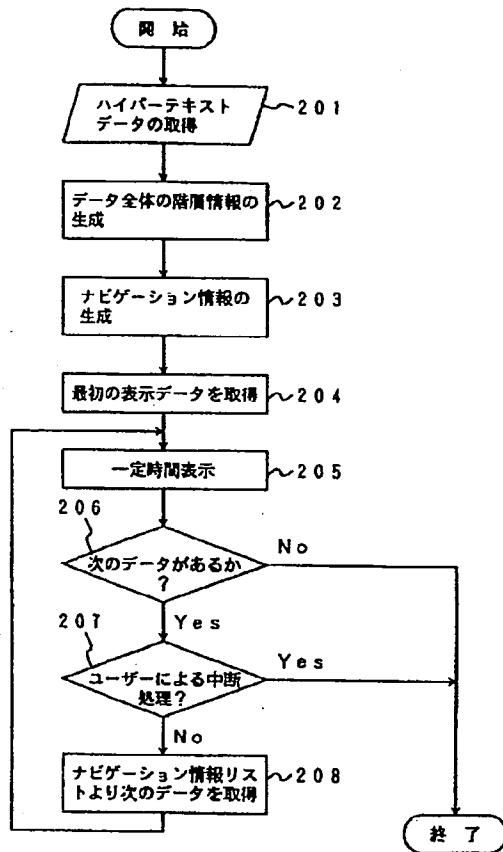 開始
ハイパーテキスト
データの取得
201
データ全体の階層情報の
生成
202
ナビゲーション情報の
生成
203
最初の表示データを取得
204
一定時間表示
205
206
次のデータがあるか
?
No
Yes
207
ユーザーによる中断
処理?
Yes
No
ナビゲーション情報リス
トより次のデータを取得
208
終了